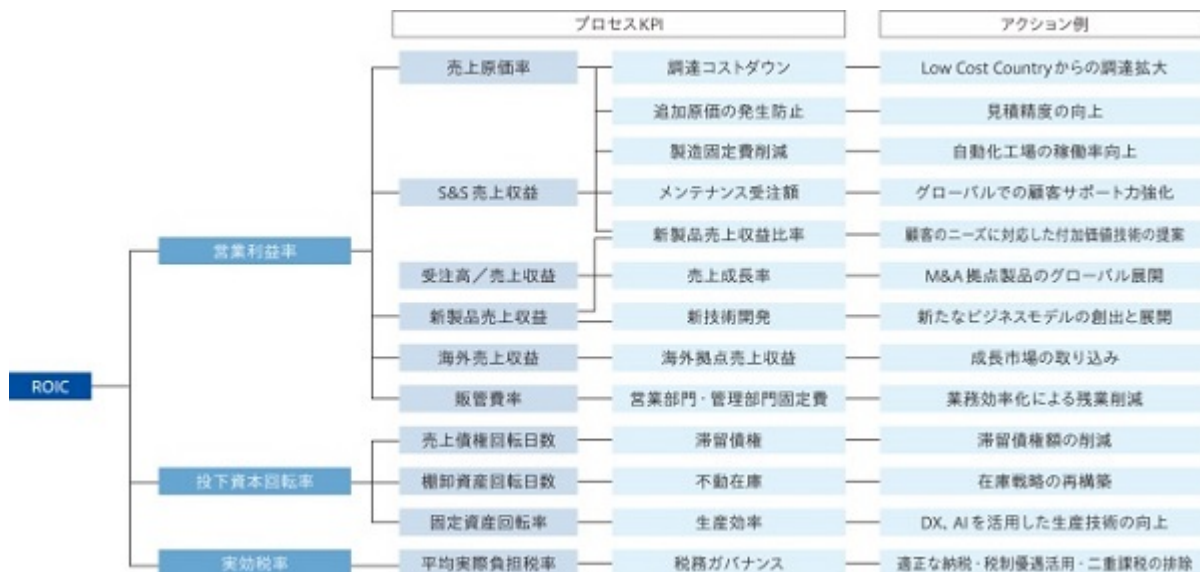 プロセスKPI アクション例
売上原価率 調達コストダウン Low Cost Countryからの調達拡大
追加原価の発生防止 見積精度の向上
製造固定費削減 自動化工場の稼働率向上
S&S売上収益 メンテナンス受注額 グローバルでの顧客サポート力強化
営業利益率 新製品売上収益比率 顧客のニーズに対応した付加価値技術の提案
受注高／売上収益 売上成長率 M&A拠点製品のグローバル展開
新製品売上収益 新技術開発 新たなビジネスモデルの創出と展開
海外売上収益 海外拠点売上収益 成長市場の取り込み
ROIC
販管費率 営業部門・管理部門固定費 業務効率化による残業削減
売上債権回転日数 滞留債権 滞留債権額の削減
投下資本回転率 棚卸資産回転日数 不動在庫 在庫戦略の再構築
固定資産回転率 生産効率 DX, AIを活用した生産技術の向上
実効税率 平均実際負担税率 税務ガバナンス 適正な納税・税制優遇活用・二重課税の排除